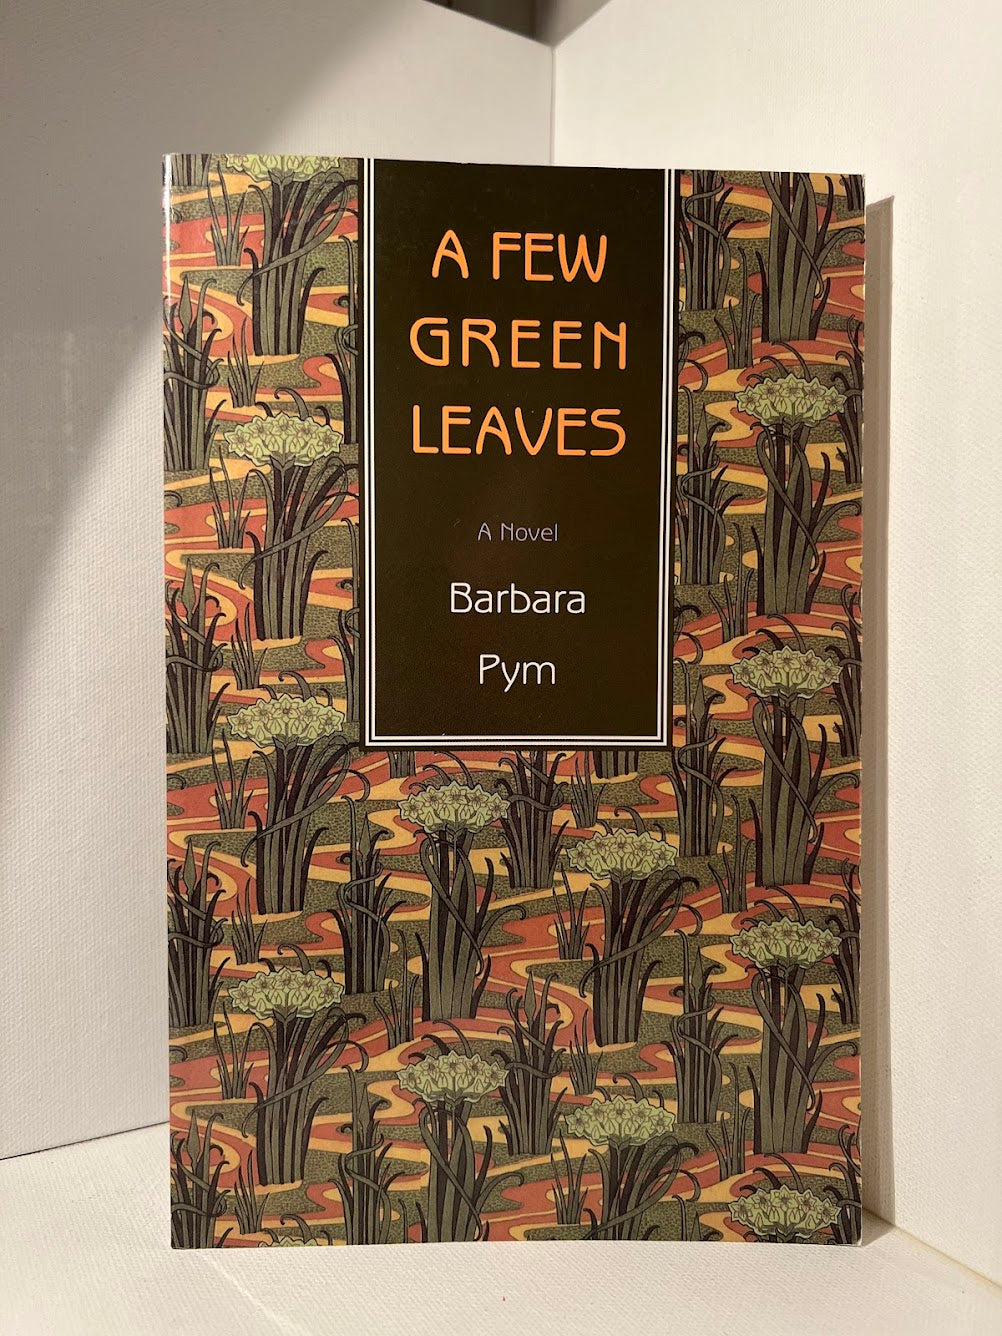 A FEW
GREEN
LEAVES
A Novel
Barbara
Pym